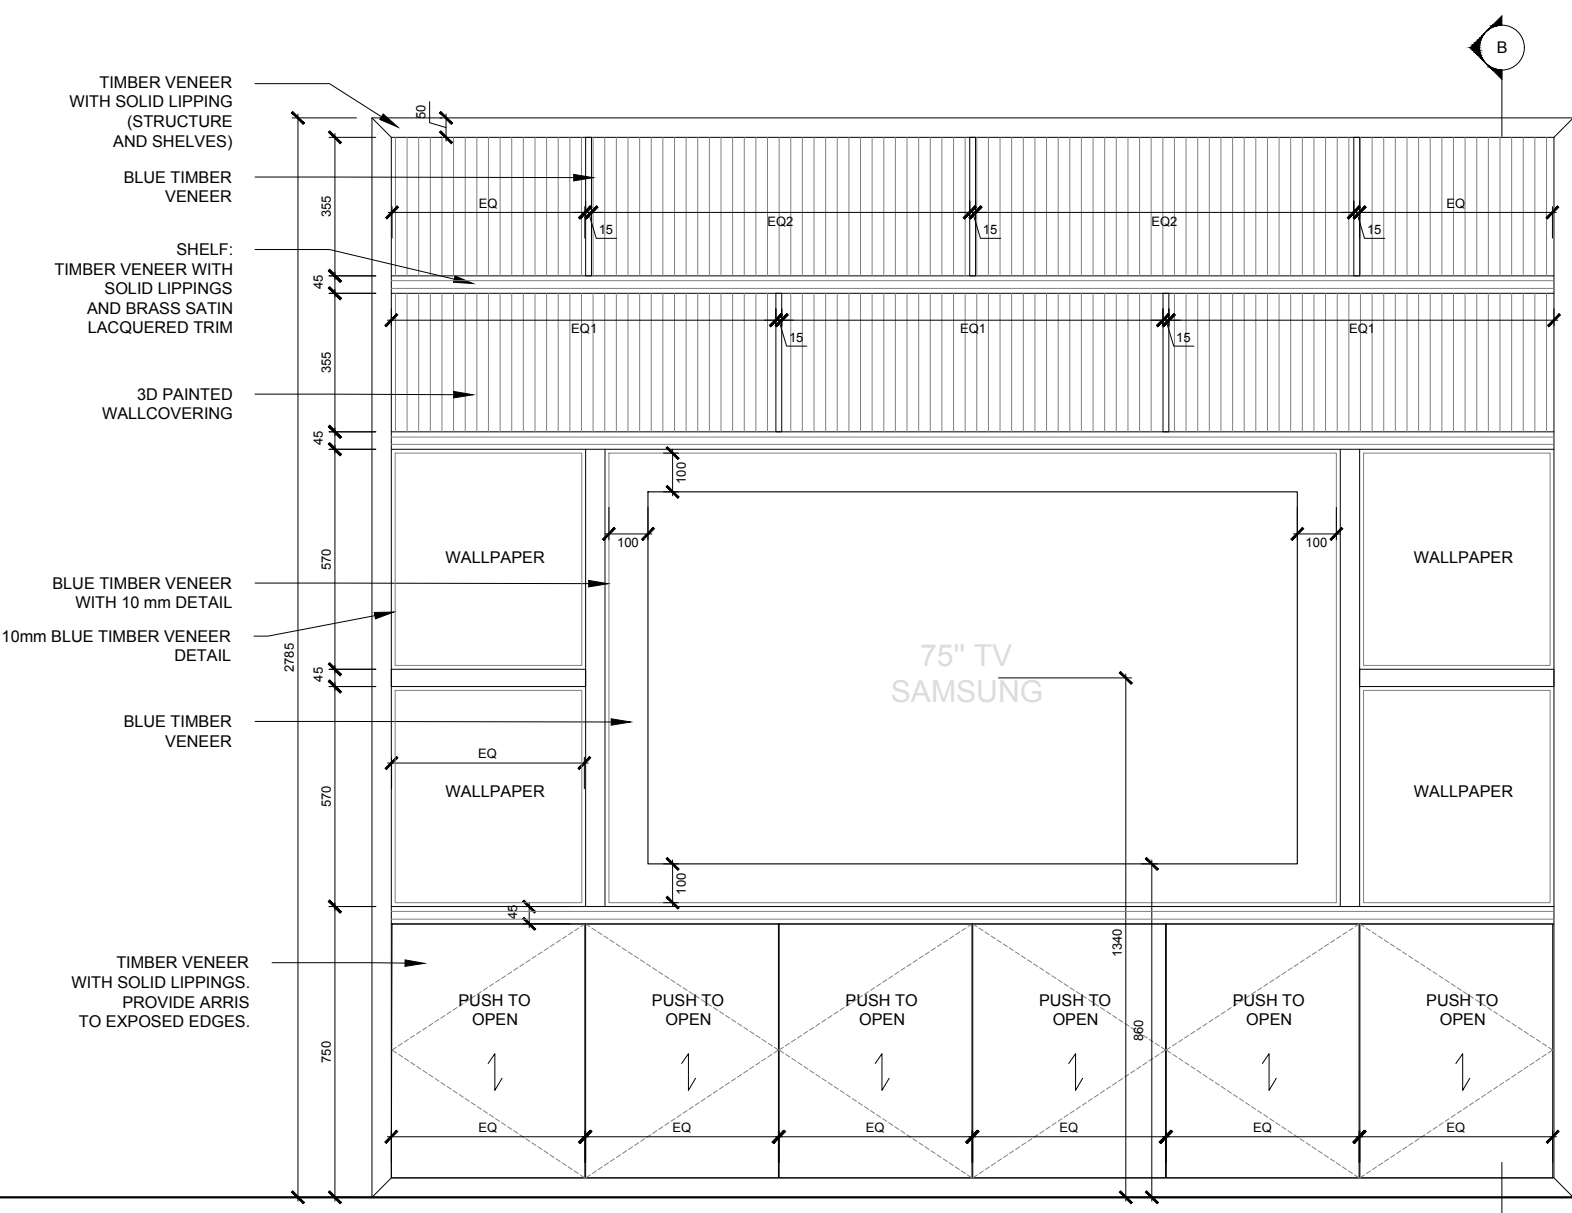 B
TIMBER VENEER
WITH SOLID LIPPING
(STRUCTURE
AND SHELVES)
50
BLUE TIMBER
VENEER
355
EQ
EQ2
EQ2
EQ
15
15
15
SHELF:
TIMBER VENEER WITH
SOLID LIPPINGS
AND BRASS SATIN
LACQUERED TRIM
45
EQ1
EQ1
EQ1
15
15
355
3D PAINTED
WALLCOVERING
45
100
100
100
WALLPAPER
WALLPAPER
570
BLUE TIMBER VENEER
WITH 10 mm DETAIL
10mm BLUE TIMBER VENEER
DETAIL
2785
45
75" TV
SAMSUNG
BLUE TIMBER
VENEER
EQ
WALLPAPER
WALLPAPER
570
100
45
1340
860
TIMBER VENEER
WITH SOLID LIPPINGS.
PROVIDE ARRIS
TO EXPOSED EDGES.
PUSH TO
OPEN
PUSH TO
OPEN
PUSH TO
OPEN
PUSH TO
OPEN
PUSH TO
OPEN
PUSH TO
OPEN
750
EQ
EQ
EQ
EQ
EQ
EQ